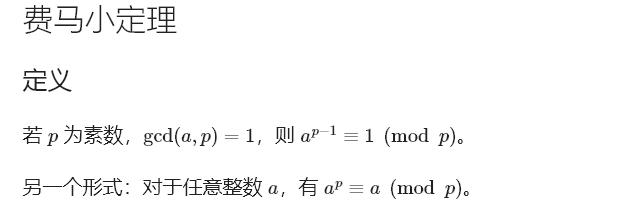 费马小定理
定义
若 p 为素数，gcd(a, p) = 1，则 a^{p−1} ≡ 1 (mod p)。
另一个形式：对于任意整数 a，有 a^p ≡ a (mod p)。